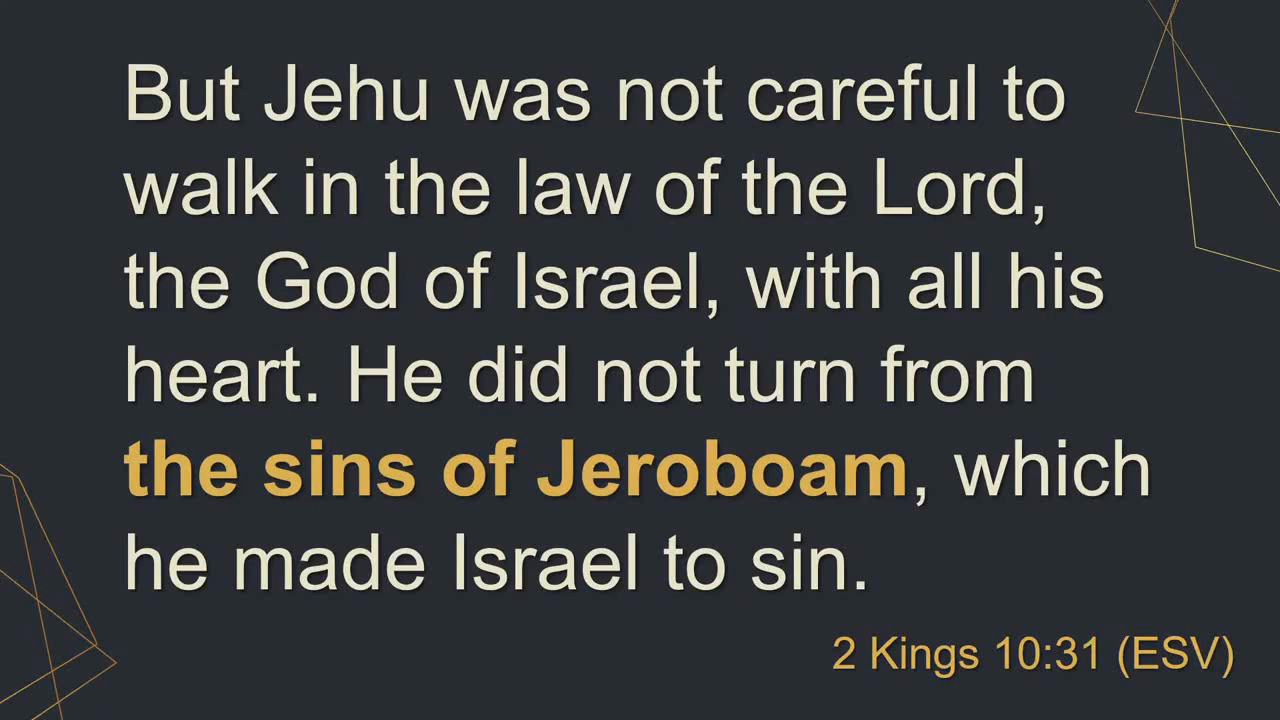 But Jehu was not careful to
walk in the law of the Lord,
the God of Israel, with all his
heart. He did not turn from
the sins of Jeroboam, which
he made Israel to sin.
2 Kings 10:31 (ESV)